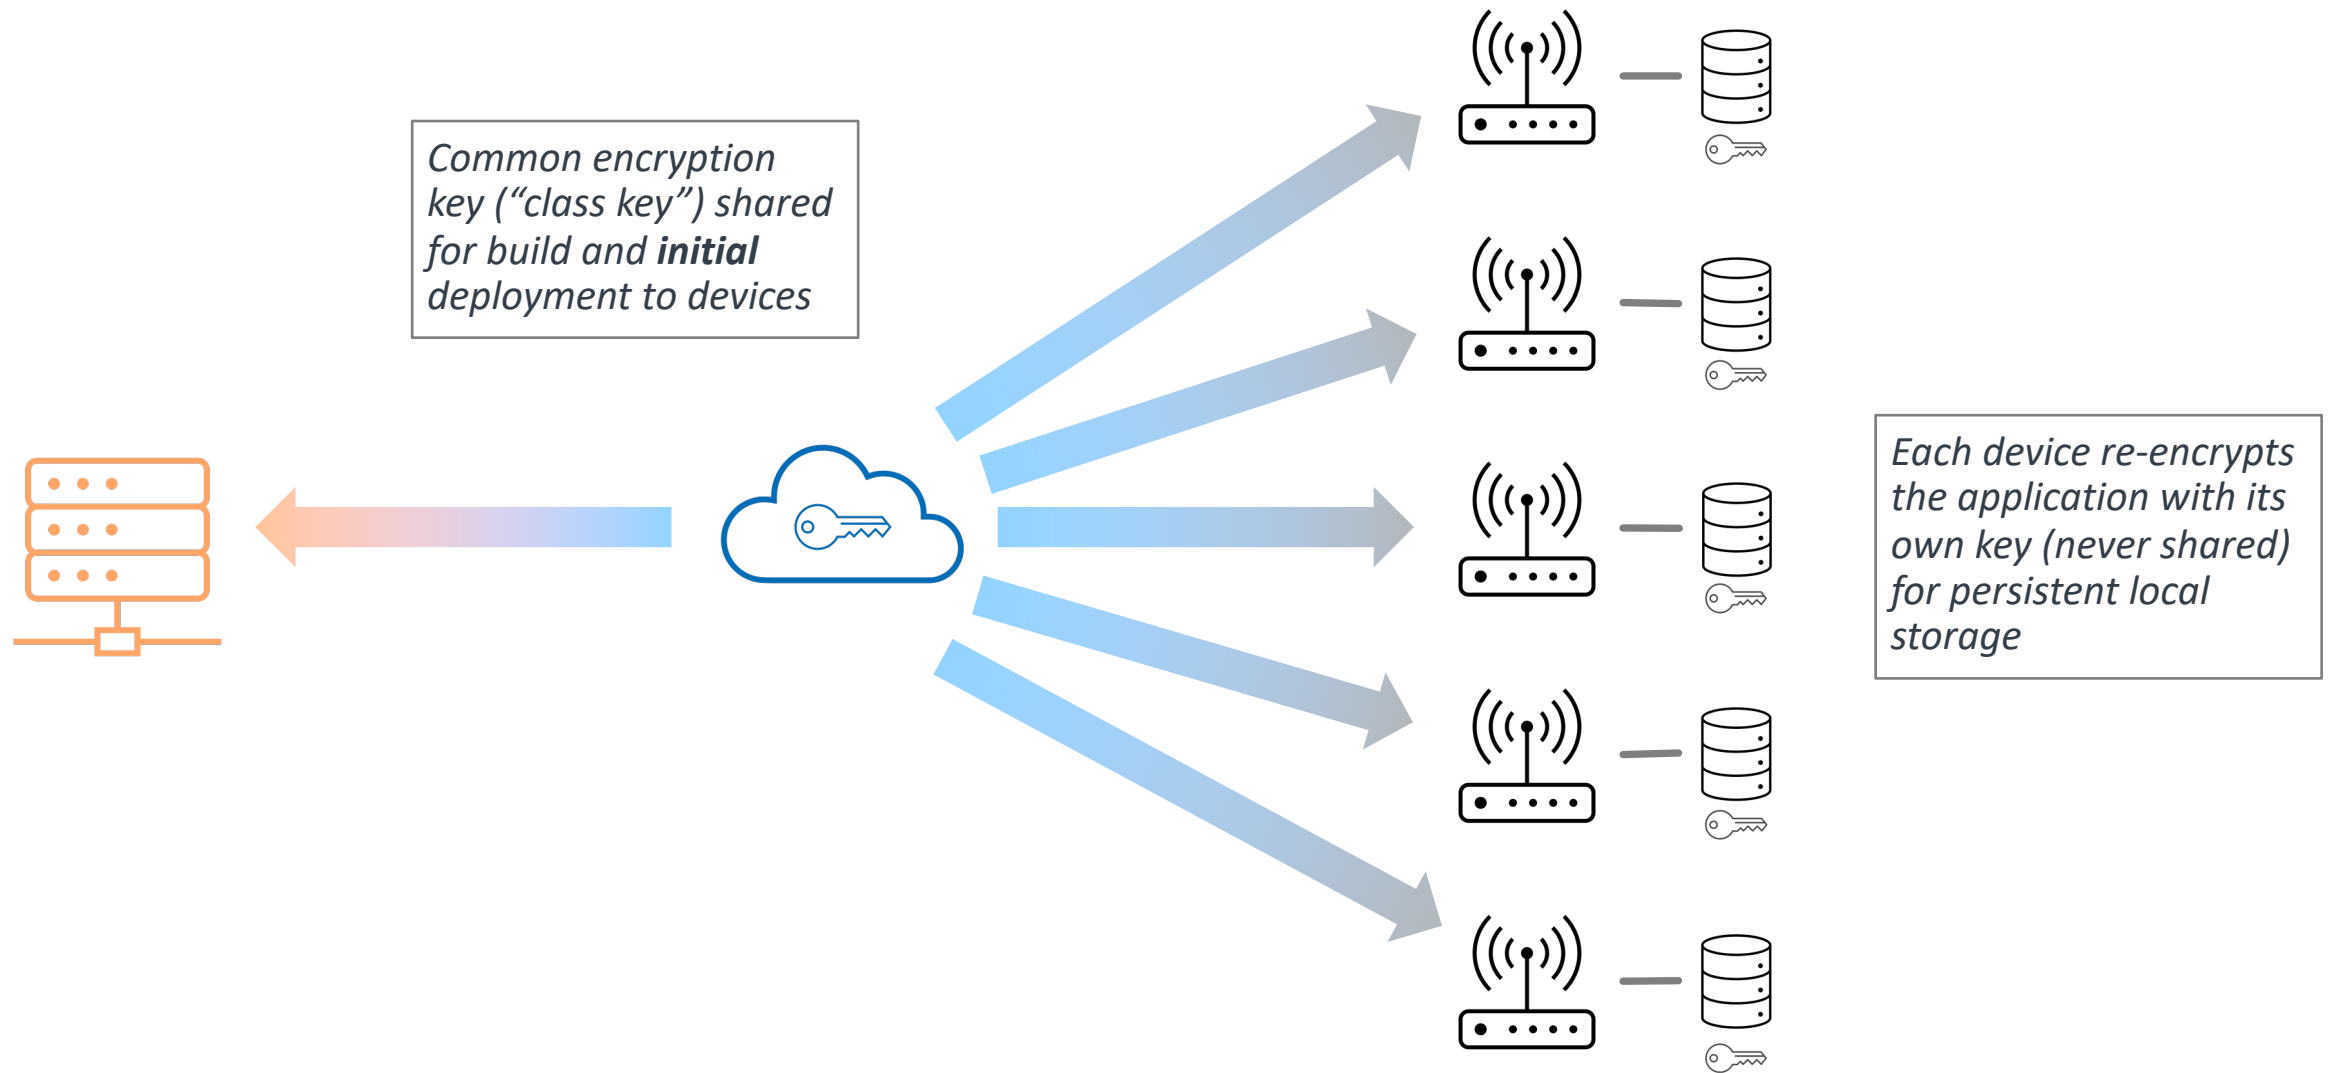 Common encryption
key (“class key”) shared
for build and initial
deployment to devices
Each device re-encrypts
the application with its
own key (never shared)
for persistent local
storage